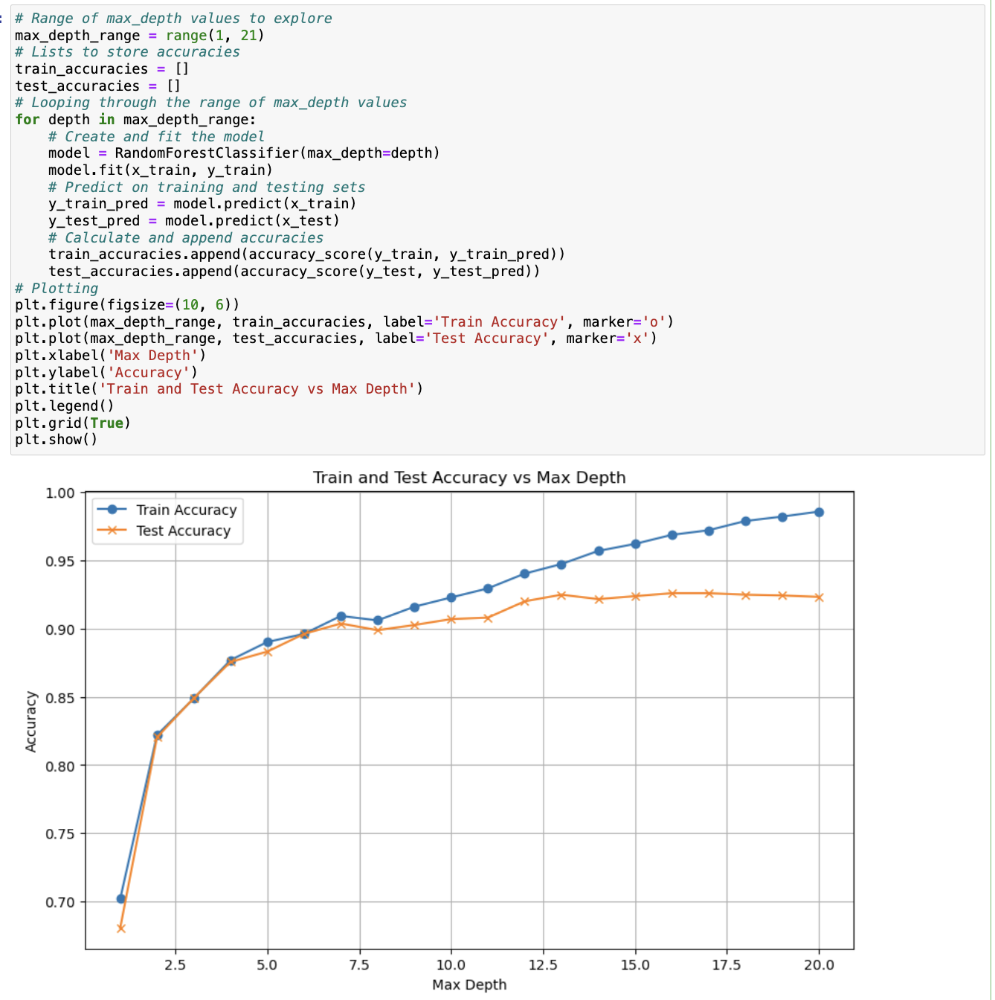 :
# Range of max_depth values to explore
max_depth_range = range(1, 21)
# Lists to store accuracies
train_accuracies = []
test_accuracies = []
# Looping through the range of max_depth values
for depth in max_depth_range:
    # Create and fit the model
    model = RandomForestClassifier(max_depth=depth)
    model.fit(x_train, y_train)
    # Predict on training and testing sets
    y_train_pred = model.predict(x_train)
    y_test_pred = model.predict(x_test)
    # Calculate and append accuracies
    train_accuracies.append(accuracy_score(y_train, y_train_pred))
    test_accuracies.append(accuracy_score(y_test, y_test_pred))
# Plotting
plt.figure(figsize=(10, 6))
plt.plot(max_depth_range, train_accuracies, label='Train Accuracy', marker='o')
plt.plot(max_depth_range, test_accuracies, label='Test Accuracy', marker='x')
plt.xlabel('Max Depth')
plt.ylabel('Accuracy')
plt.title('Train and Test Accuracy vs Max Depth')
plt.legend()
plt.grid(True)
plt.show()
Train and Test Accuracy vs Max Depth
Train Accuracy
Test Accuracy
1.00
0.95
0.90
0.85
0.80
0.75
0.70
Accuracy
2.5 5.0 7.5 10.0 12.5 15.0 17.5 20.0
Max Depth